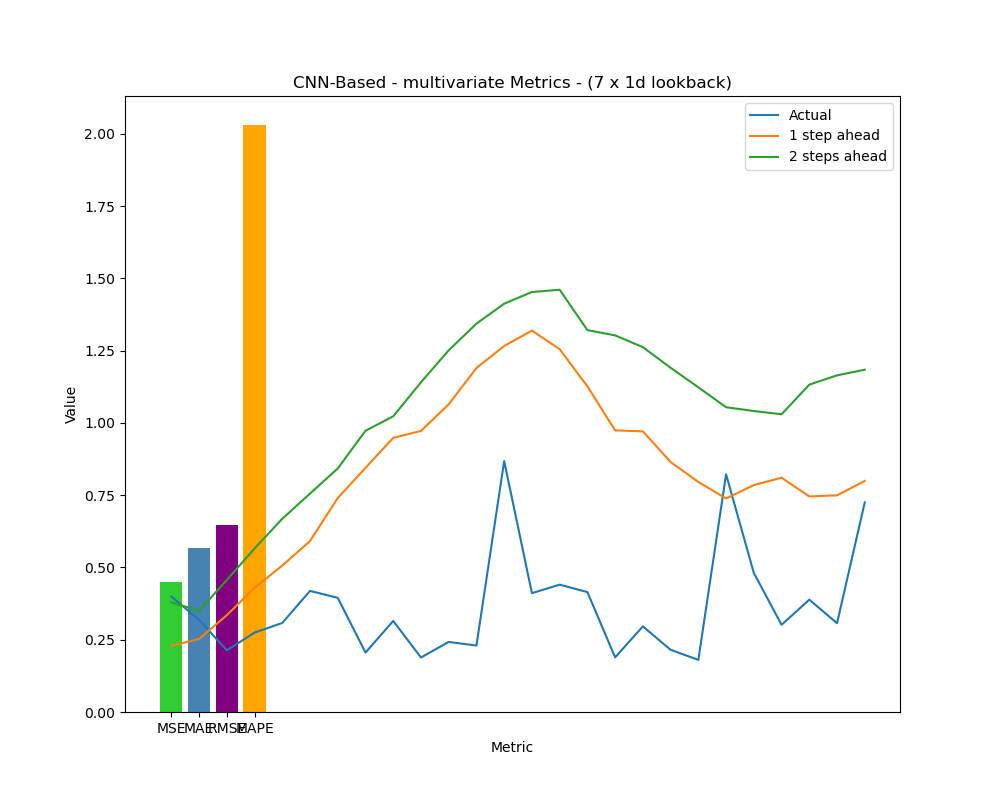 CNN-Based - multivariate Metrics - (7 x 1d lookback)
Actual
1 step ahead
2 steps ahead
2.00
1.75
1.50
1.25
1.00
0.75
0.50
0.25
0.00
Value
MSE MAE RMSE MAPE
Metric